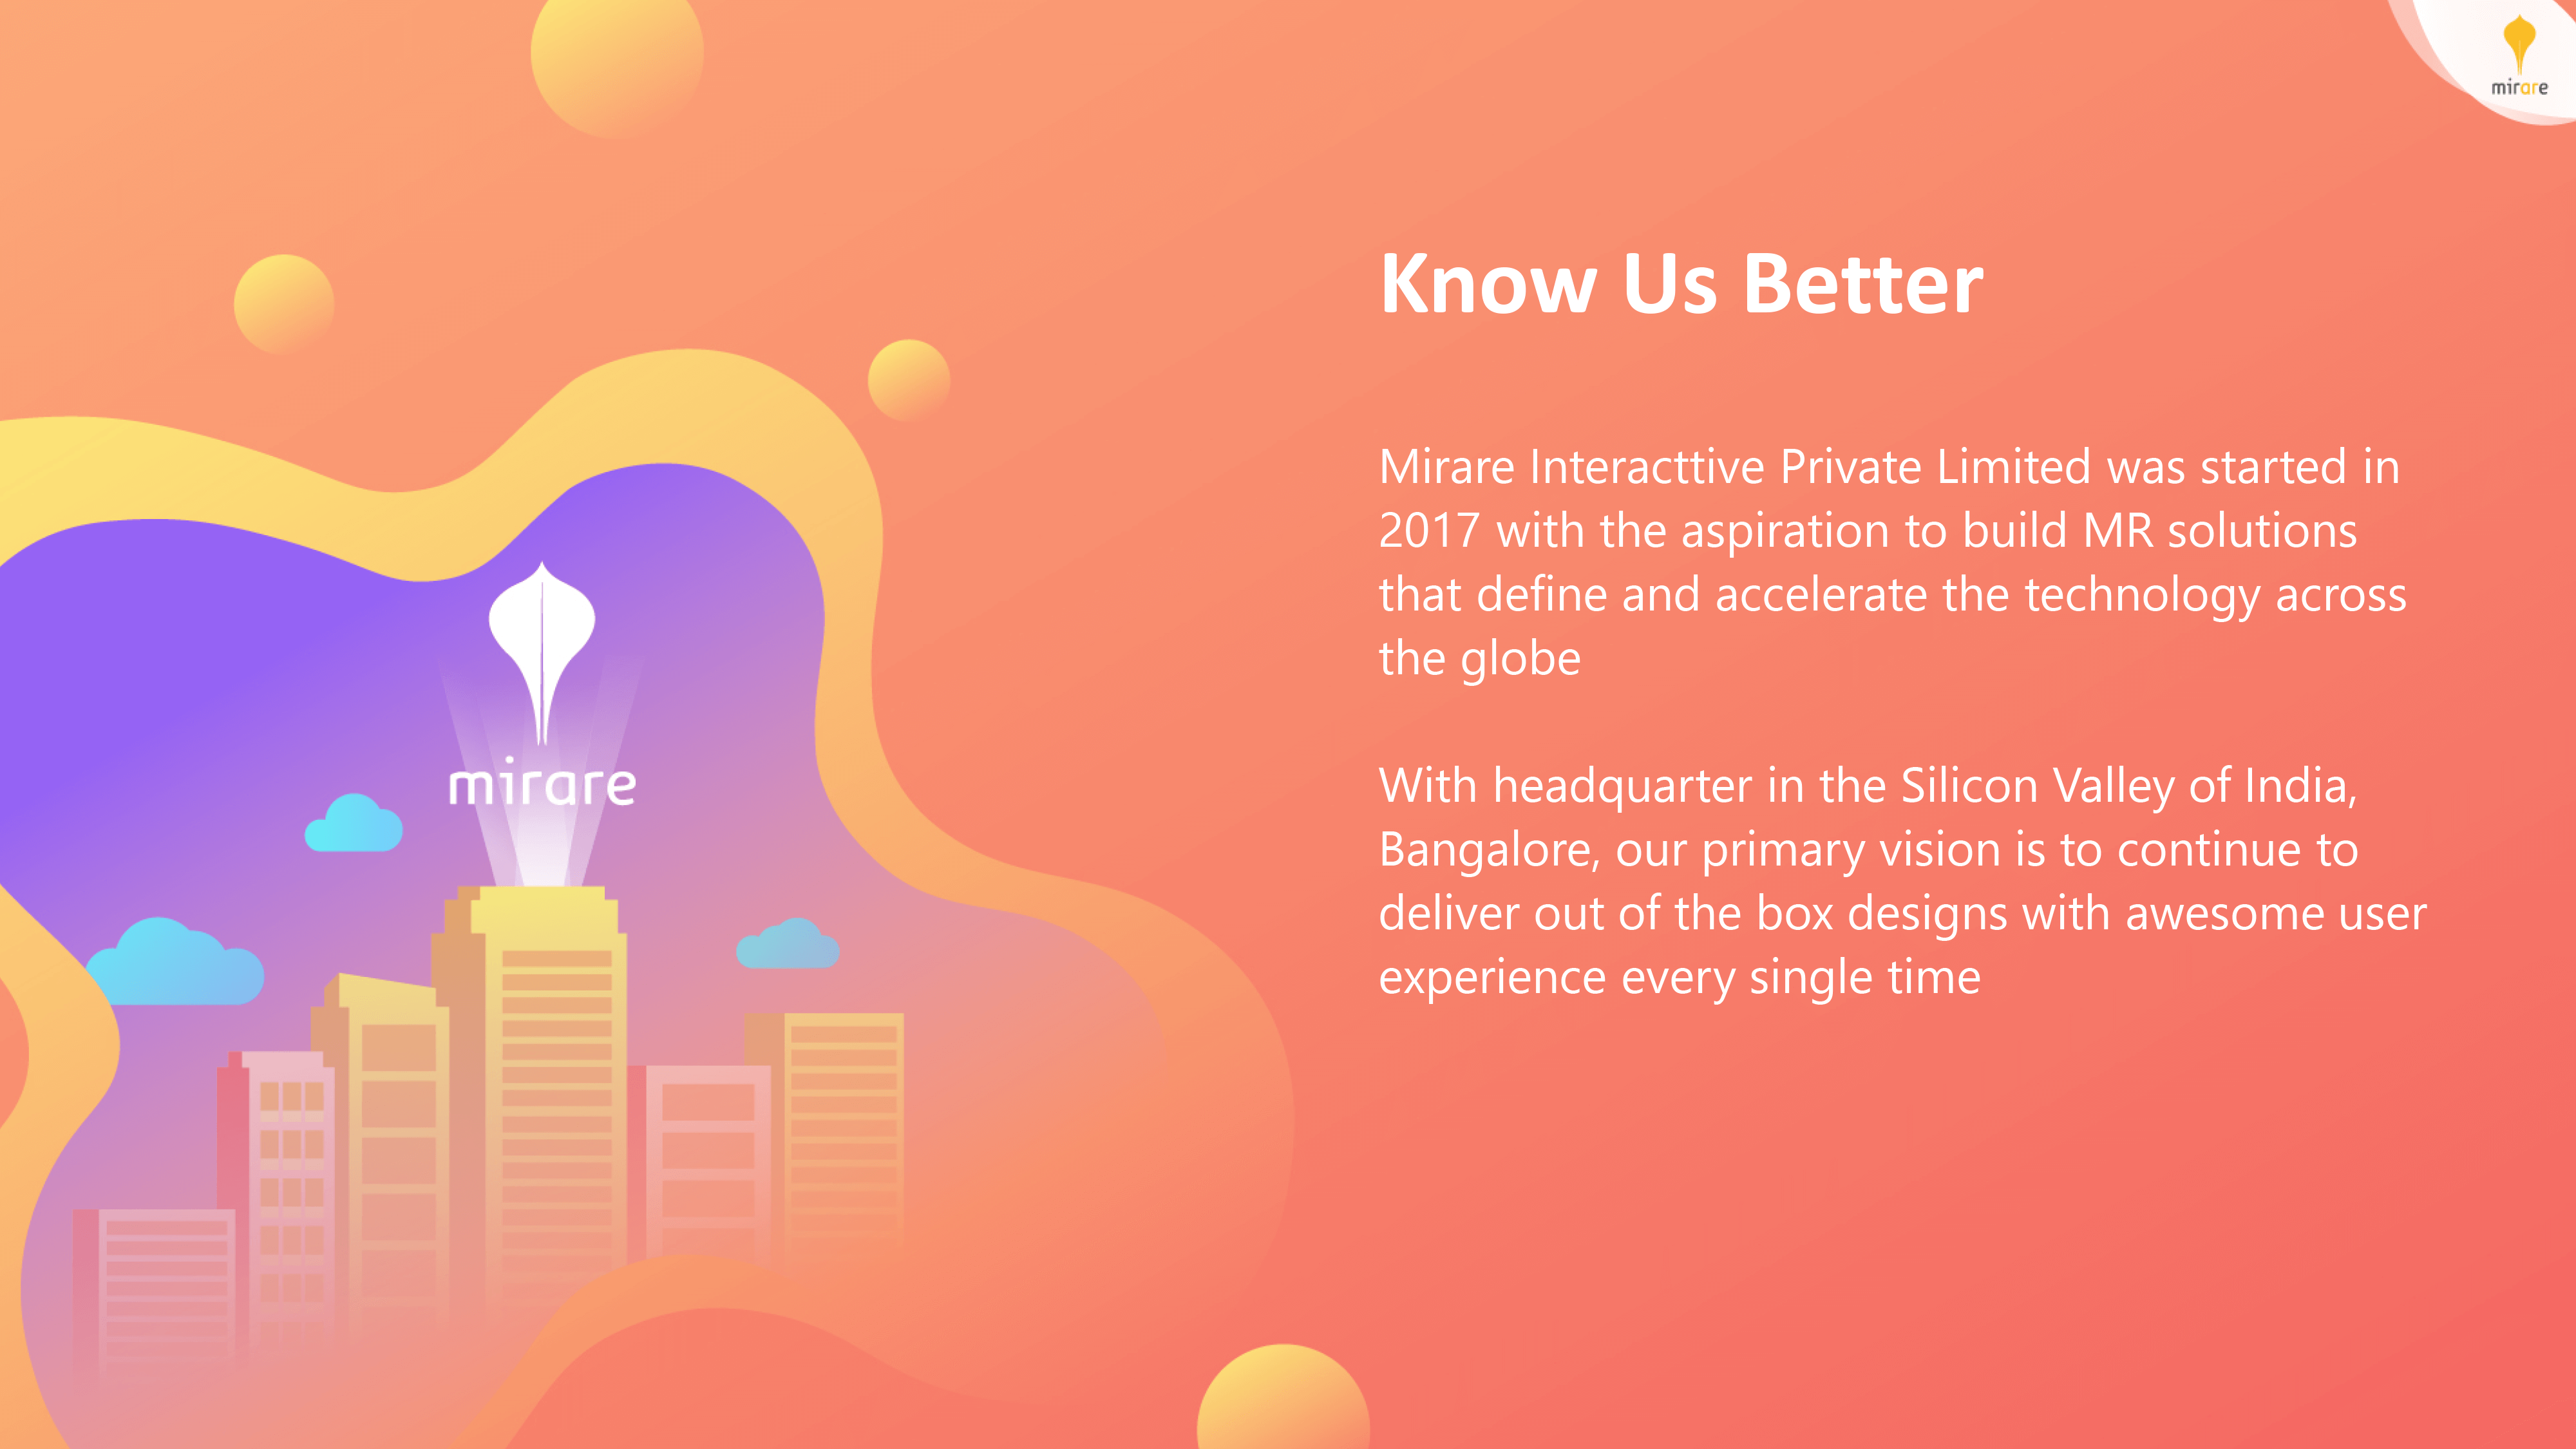 mirare
Know Us Better
Mirare Interacttive Private Limited was started in
2017 with the aspiration to build MR solutions
that define and accelerate the technology across
the globe
With headquarter in the Silicon Valley of India,
Bangalore, our primary vision is to continue to
deliver out of the box designs with awesome user
experience every single time
mirare